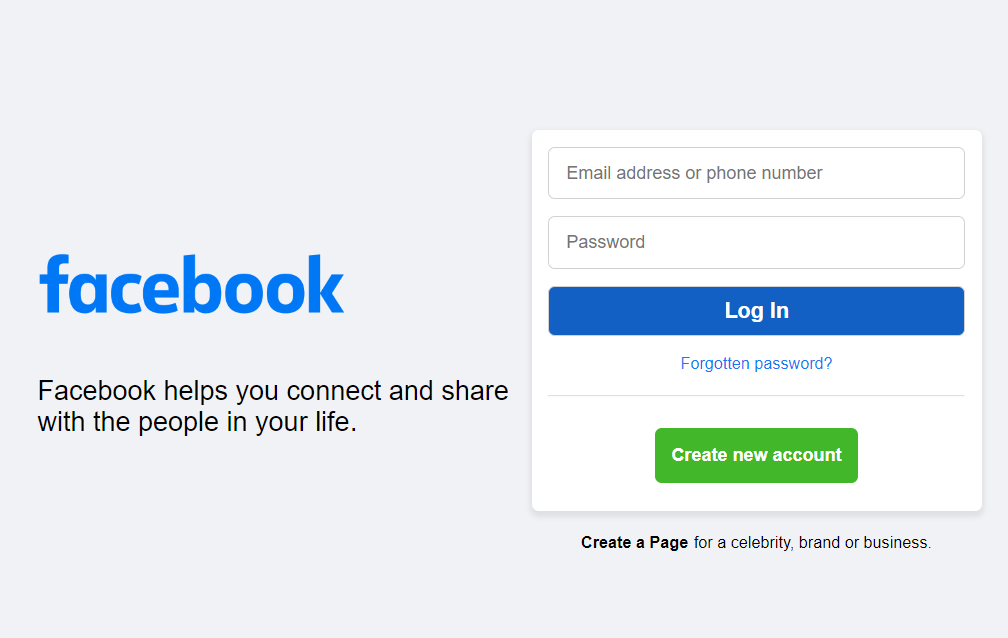 facebook
Facebook helps you connect and share
with the people in your life.
Email address or phone number
Password
Log In
Forgotten password?
Create new account
Create a Page for a celebrity, brand or business.